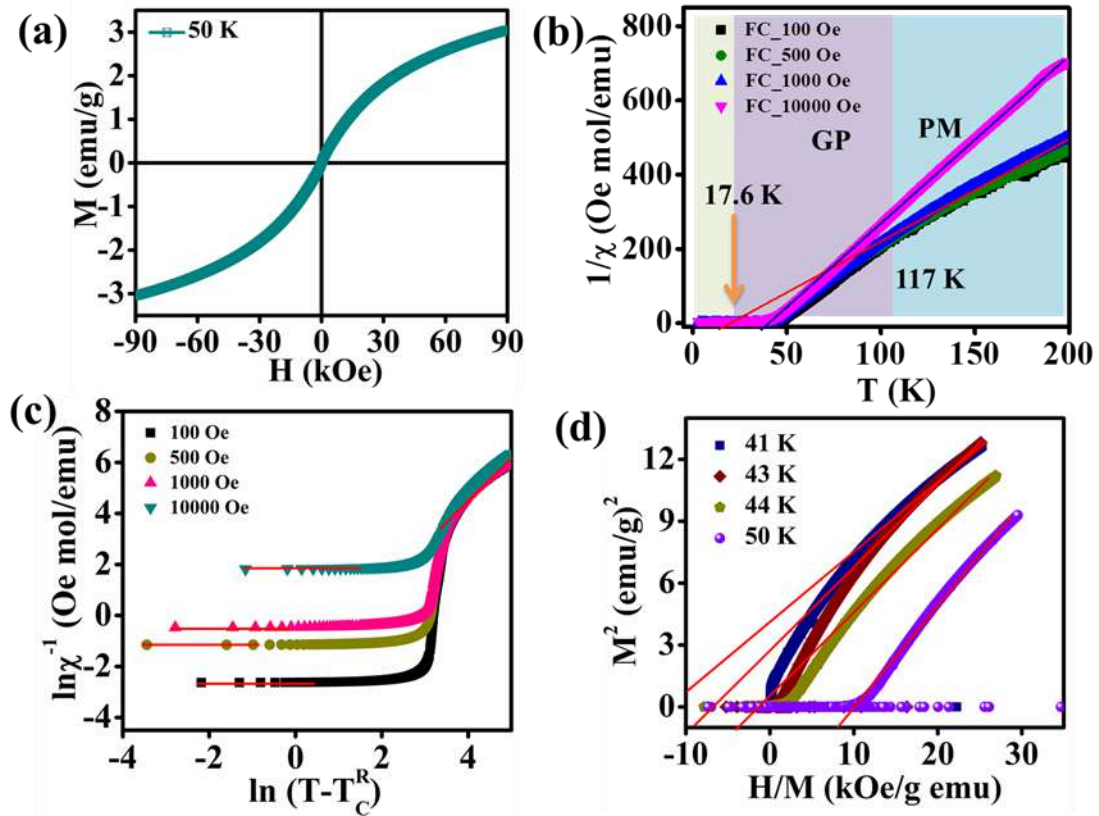 (a)
50 K
M (emu/g)
3
2
1
0
-1
-2
-3
-90 -60 -30 0 30 60 90
H (kOe)
(b)
FC_100 Oe
FC_500 Oe
FC_1000 Oe
FC_10000 Oe
GP
PM
17.6 K
117 K
1/χ (Oe mol/emu)
800
600
400
200
0
0 50 100 150 200
T (K)
(c)
100 Oe
500 Oe
1000 Oe
10000 Oe
lnχ⁻¹ (Oe mol/emu)
8
6
4
2
-0
-2
-4
-4 -2 0 2 4
ln (T-T_C^R)
(d)
41 K
43 K
44 K
50 K
M² (emu/g)²
12
9
6
3
0
-10 0 10 20 30
H/M (kOe/g emu)